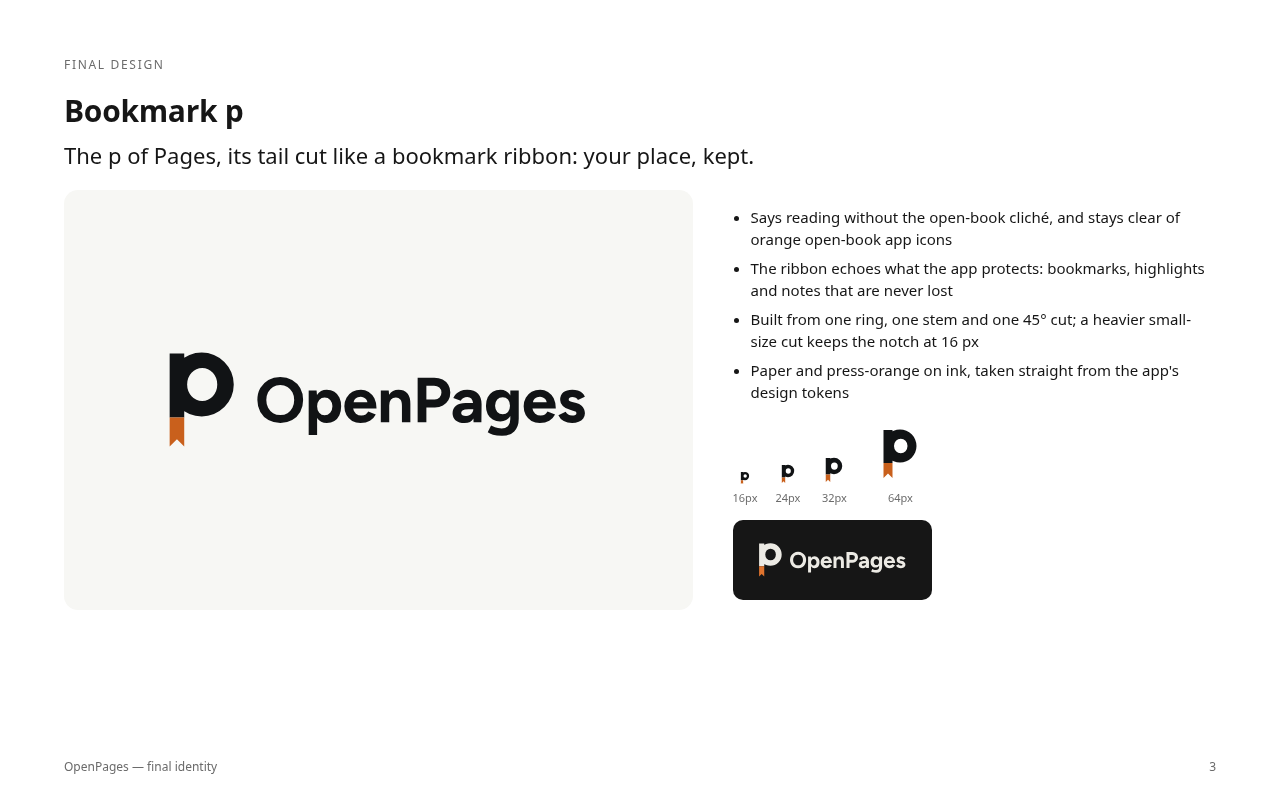 FINAL DESIGN
Bookmark p
The p of Pages, its tail cut like a bookmark ribbon: your place, kept.
p OpenPages
• Says reading without the open-book cliché, and stays clear of
orange open-book app icons
• The ribbon echoes what the app protects: bookmarks, highlights
and notes that are never lost
• Built from one ring, one stem and one 45° cut; a heavier small-
size cut keeps the notch at 16 px
• Paper and press-orange on ink, taken straight from the app's
design tokens
p p p p
16px 24px 32px 64px
p OpenPages
OpenPages — final identity 3